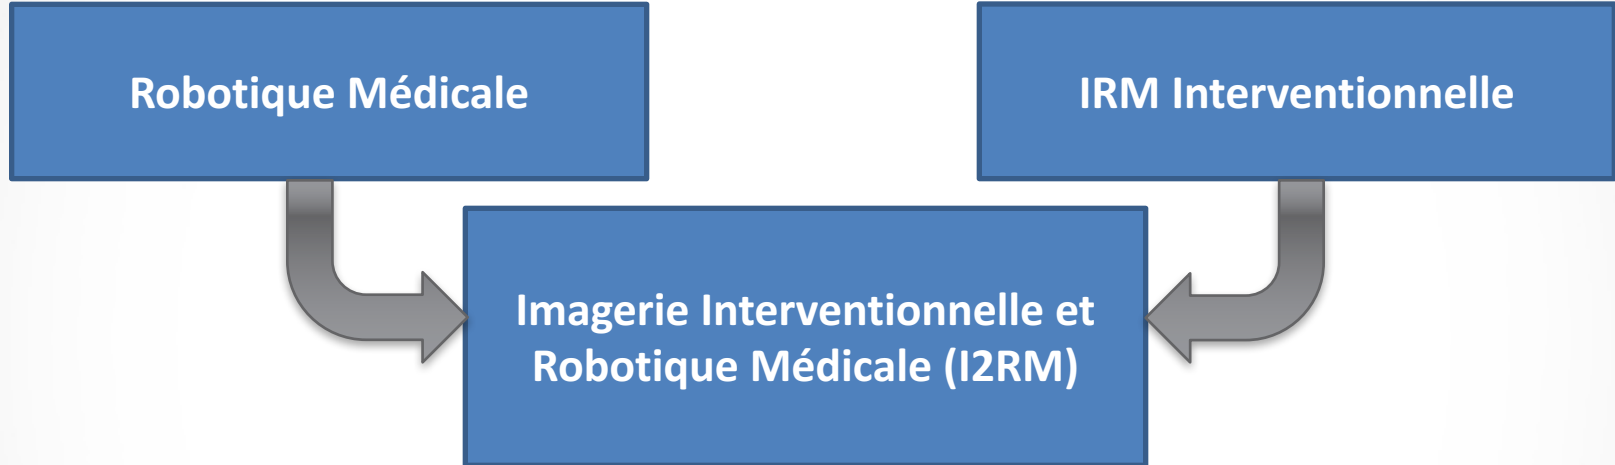 Robotique Médicale
IRM Interventionnelle
Imagerie Interventionnelle et
Robotique Médicale (I2RM)